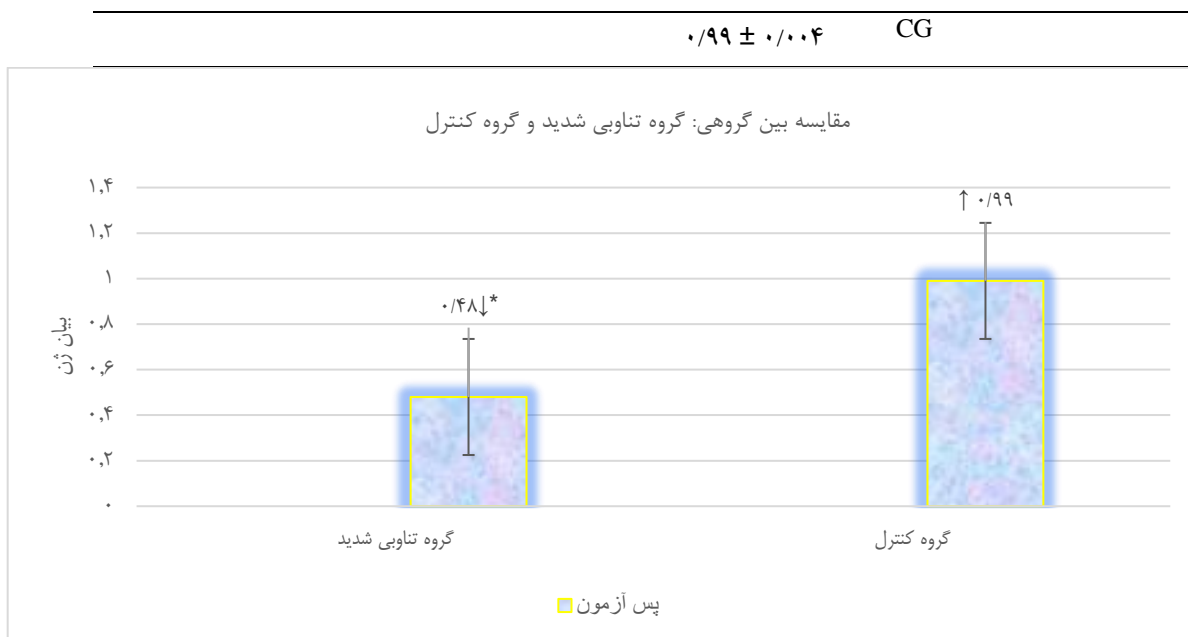 CG ۰/۹۹ ± ۰/۰۰۴
مقایسه بین گروهی: گروه تناوبی شدید و گروه کنترل
بیان ژن
۱,۴
۱,۲
۱
۰,۸
۰,۶
۰,۴
۰,۲
۰
۰/۴۸↓*
↑ ۰/۹۹
گروه تناوبی شدید
گروه کنترل
پس آزمون